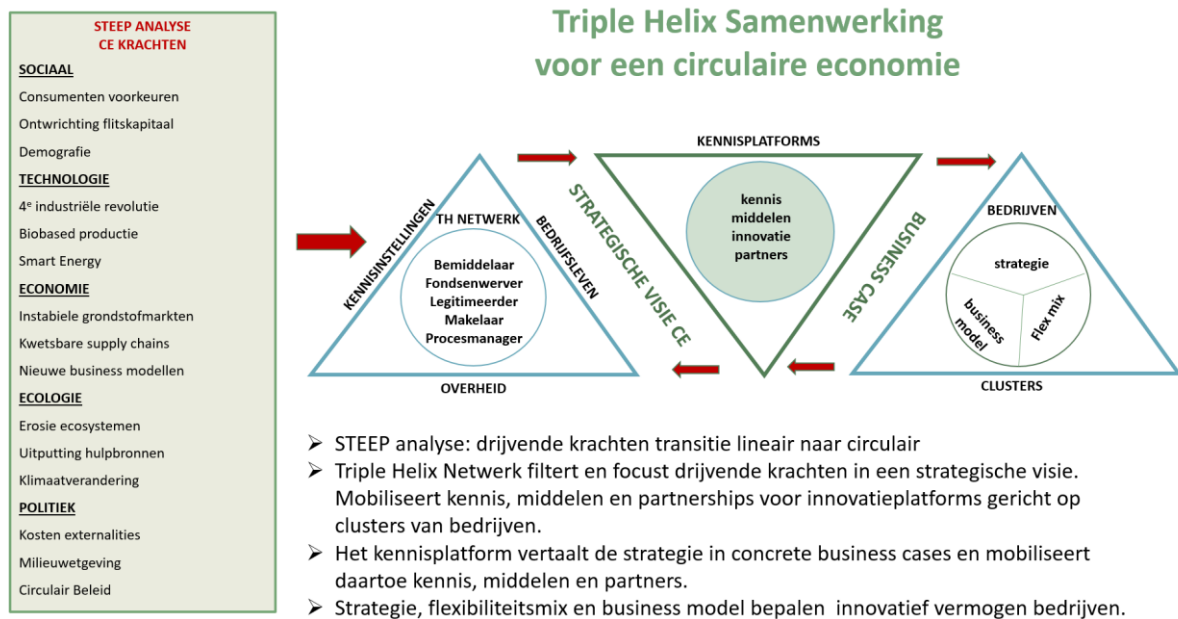 STEEP ANALYSE
CE KRACHTEN
SOCIAAL
Consumenten voorkeuren
Ontwrichting flitskapitaal
Demografie
TECHNOLOGIE
4e industriële revolutie
Biobased productie
Smart Energy
ECONOMIE
Instabiele grondstofmarkten
Kwetsbare supply chains
Nieuwe business modellen
ECOLOGIE
Erosie ecosystemen
Uitputting hulpbronnen
Klimaatverandering
POLITIEK
Kosten externalities
Milieuwetgeving
Circulair Beleid
Triple Helix Samenwerking
voor een circulaire economie
KENNISINSTELLINGEN
TH NETWERK
BEDRIJFSLEVEN
Bemiddelaar
Fondsenwerver
Legitimeerder
Makelaar
Procesmanager
OVERHEID
STRATEGISCHE VISIE CE
KENNISPLATFORMS
kennis
middelen
innovatie
partners
BUSINESS CASE
BEDRIJVEN
strategie
business
model
Flex mix
CLUSTERS
➢ STEEP analyse: drijvende krachten transitie lineair naar circulair
➢ Triple Helix Netwerk filtert en focust drijvende krachten in een strategische visie.
Mobiliseert kennis, middelen en partnerships voor innovatieplatforms gericht op
clusters van bedrijven.
➢ Het kennisplatform vertaalt de strategie in concrete business cases en mobiliseert
daartoe kennis, middelen en partners.
➢ Strategie, flexibiliteitsmix en business model bepalen innovatief vermogen bedrijven.